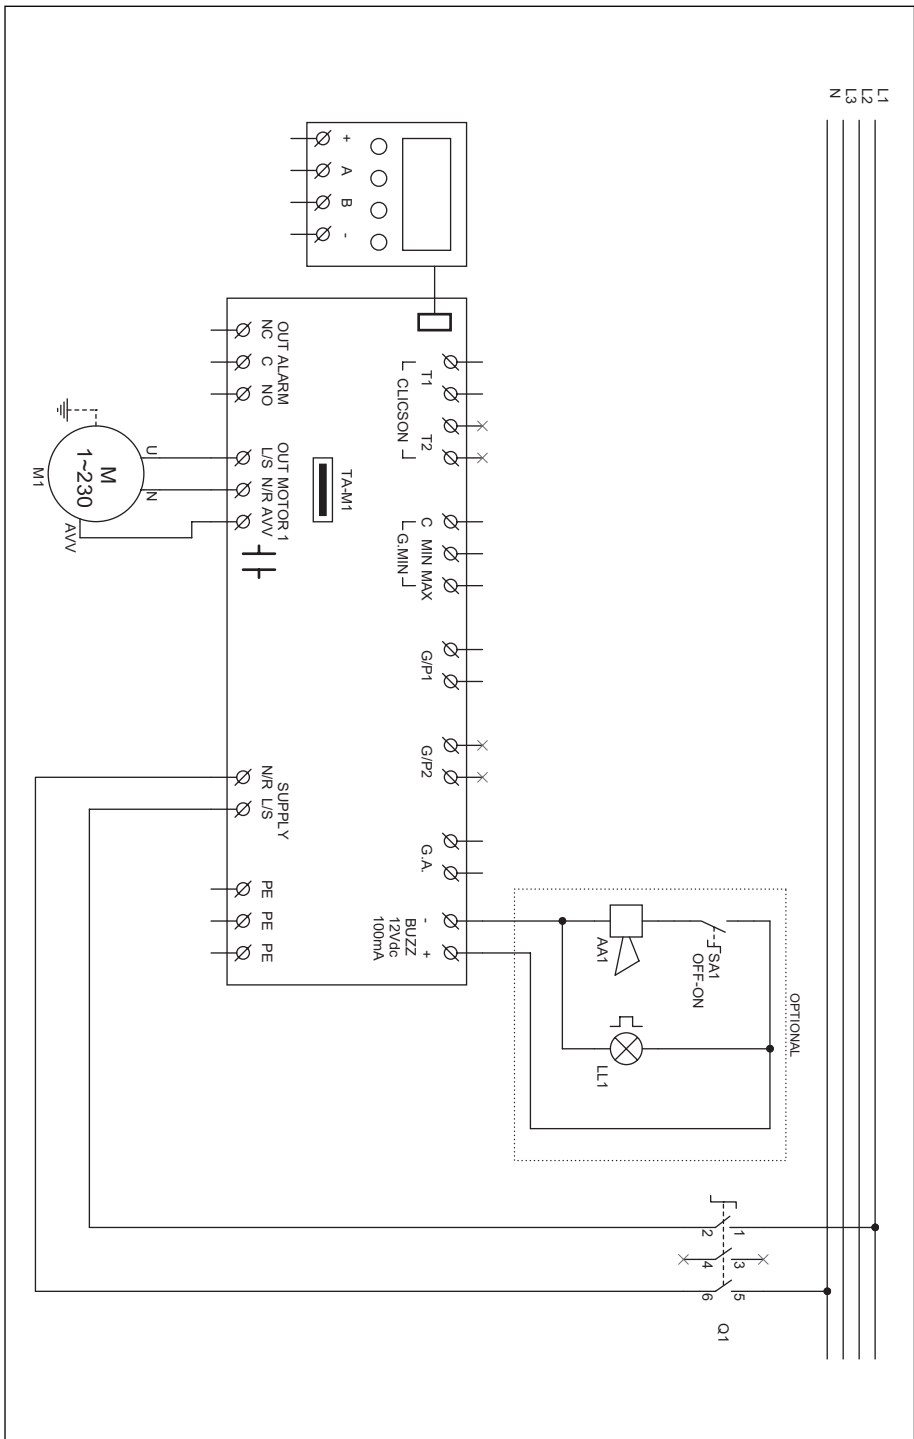 L1
L2
L3
N
1
3
5
2
4
6
Q1
OPTIONAL
SA1
OFF-ON
AA1
LL1
+
A
B
-
T1
T2
CLICSON
C
MIN
MAX
G.MIN
G/P1
G/P2
G.A.
-
+
BUZZ
12Vdc
100mA
TA-M1
OUT ALARM
NC
C
NO
OUT MOTOR 1
L/S
N/R
AVV
SUPPLY
N/R
L/S
PE
PE
PE
U
N
M
1~230
AVV
M1